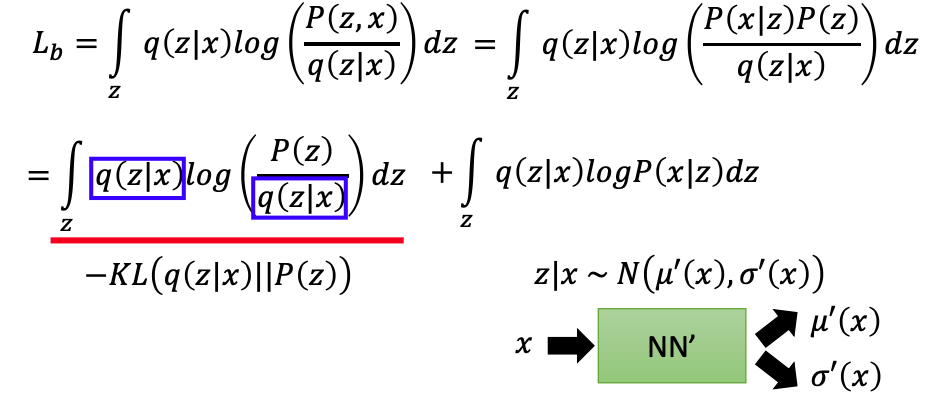 L_b = ∫_z q(z|x)log(P(z, x)/q(z|x)) dz = ∫_z q(z|x)log(P(x|z)P(z)/q(z|x)) dz
= ∫_z q(z|x)log(P(z)/q(z|x)) dz + ∫_z q(z|x)logP(x|z)dz
−KL(q(z|x)||P(z))
z|x ~ N(μ′(x), σ′(x))
x
NN’
μ′(x)
σ′(x)